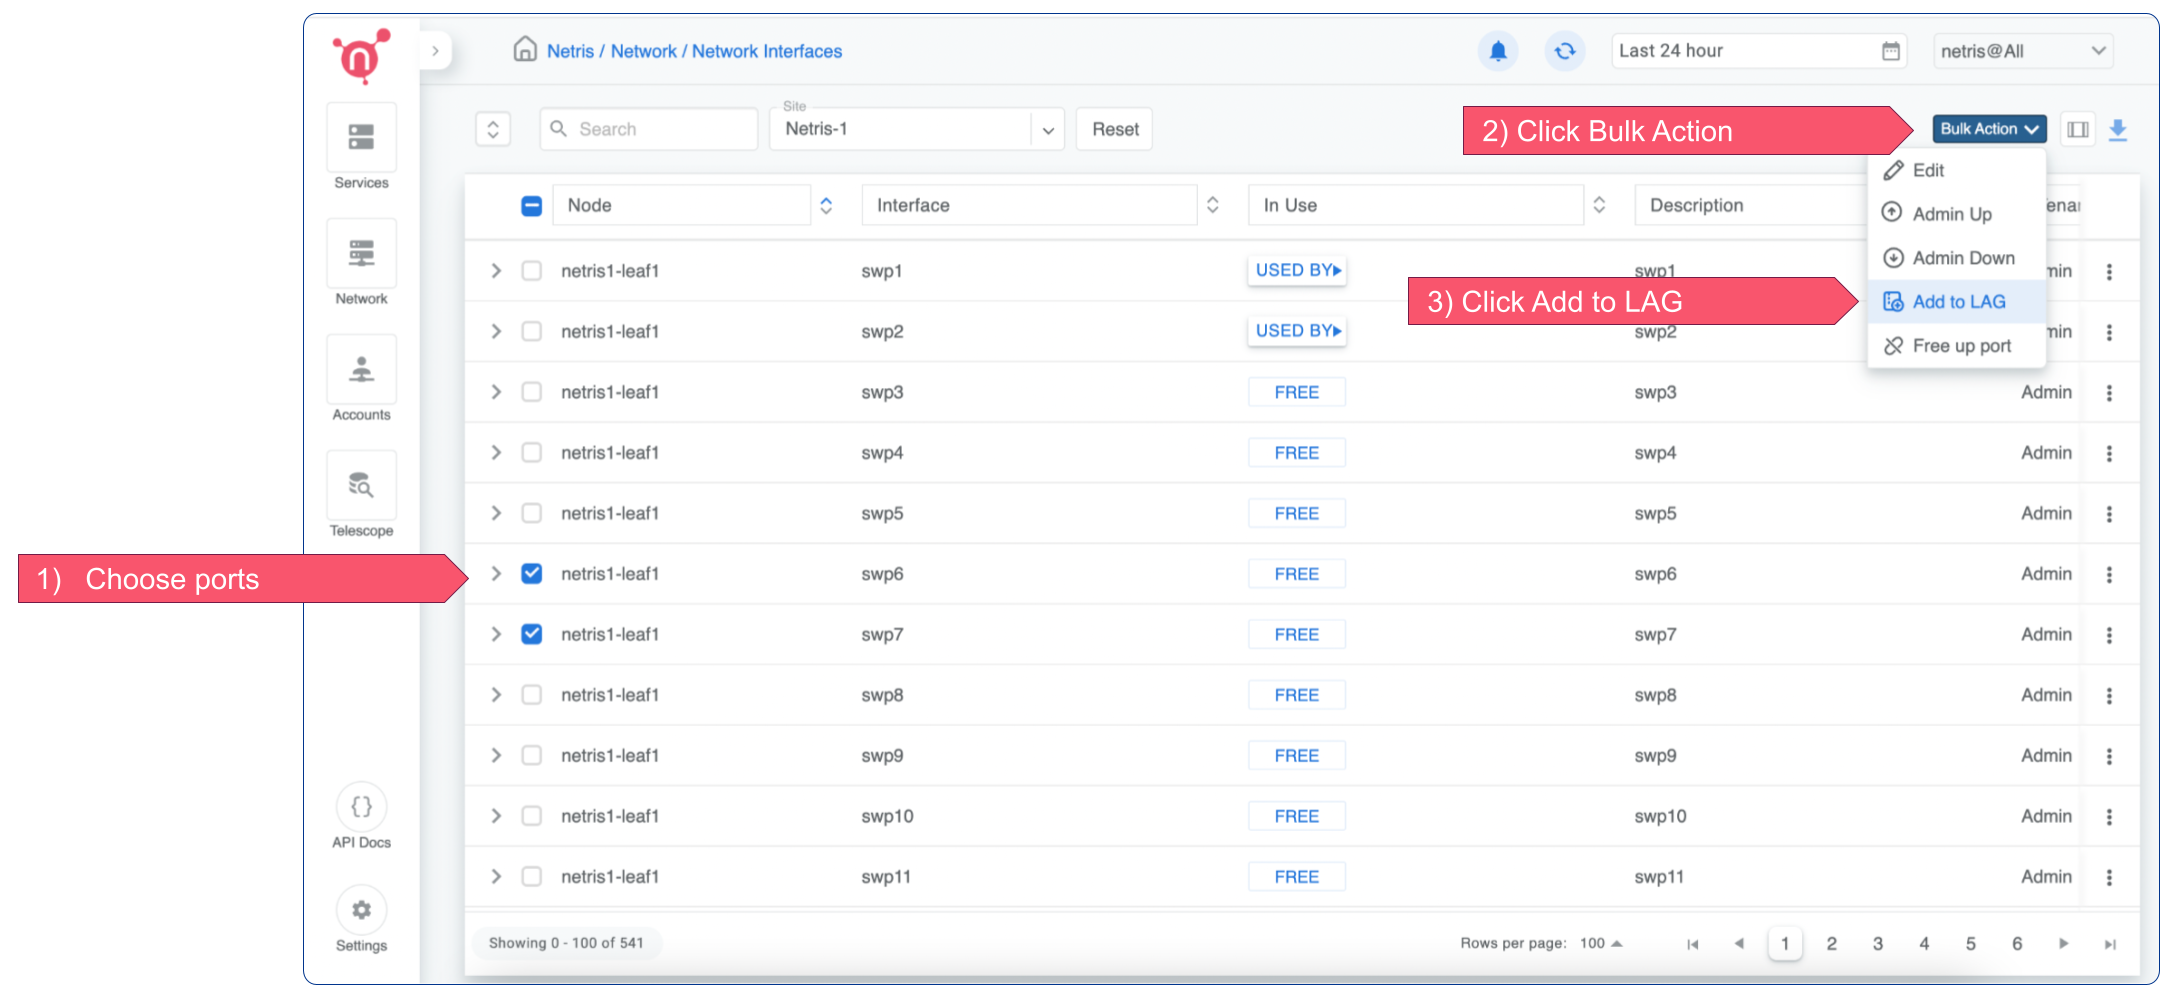 Netris / Network / Network Interfaces
Last 24 hour
netris@All
Search
Site
Netris-1
Reset
2) Click Bulk Action
Bulk Action
Services
Network
Accounts
Telescope
API Docs
Settings
Edit
Admin Up
Admin Down
Add to LAG
Free up port
3) Click Add to LAG
1) Choose ports
Node Interface In Use Description
netris1-leaf1 swp1 USED BY swp1
netris1-leaf1 swp2 USED BY swp2
netris1-leaf1 swp3 FREE swp3 Admin
netris1-leaf1 swp4 FREE swp4 Admin
netris1-leaf1 swp5 FREE swp5 Admin
netris1-leaf1 swp6 FREE swp6 Admin
netris1-leaf1 swp7 FREE swp7 Admin
netris1-leaf1 swp8 FREE swp8 Admin
netris1-leaf1 swp9 FREE swp9 Admin
netris1-leaf1 swp10 FREE swp10 Admin
netris1-leaf1 swp11 FREE swp11 Admin
Showing 0 - 100 of 541
Rows per page: 100
1 2 3 4 5 6